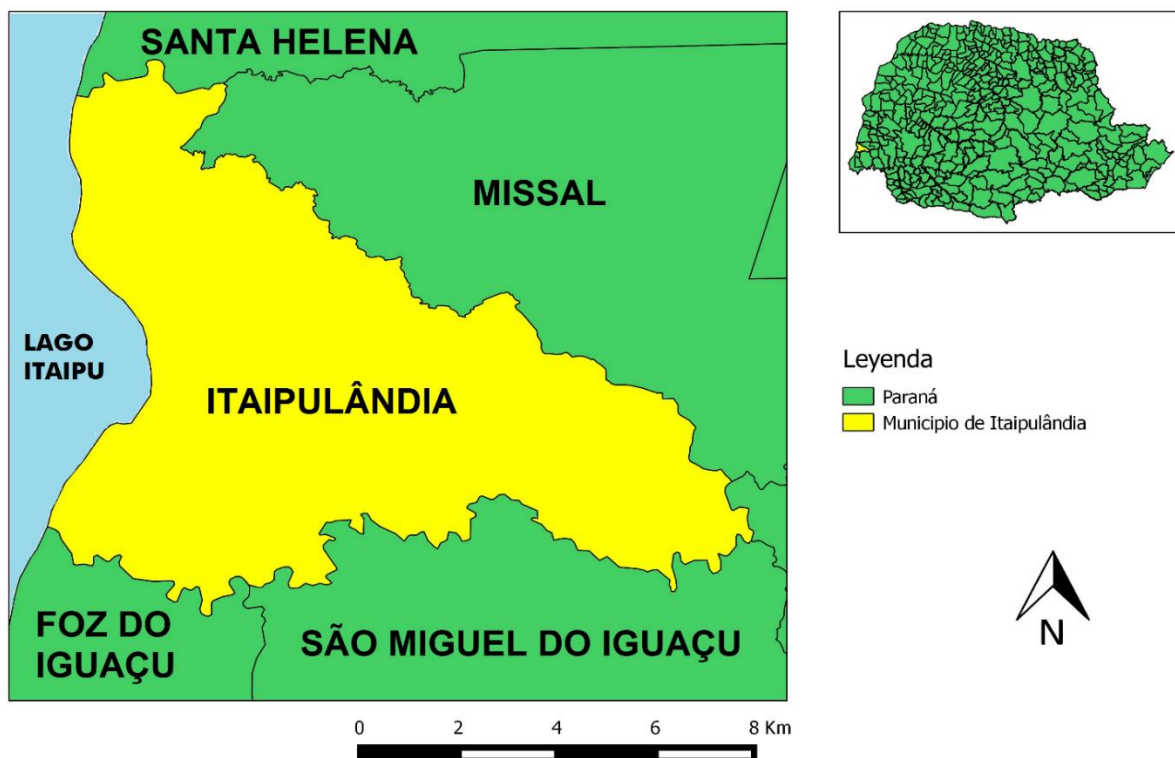 SANTA HELENA
MISSAL
LAGO
ITAIPU
ITAIPULÂNDIA
FOZ DO
IGUAÇU
SÃO MIGUEL DO IGUAÇU
0 2 4 6 8 Km
Leyenda
Paraná
Municipio de Itaipulândia
N